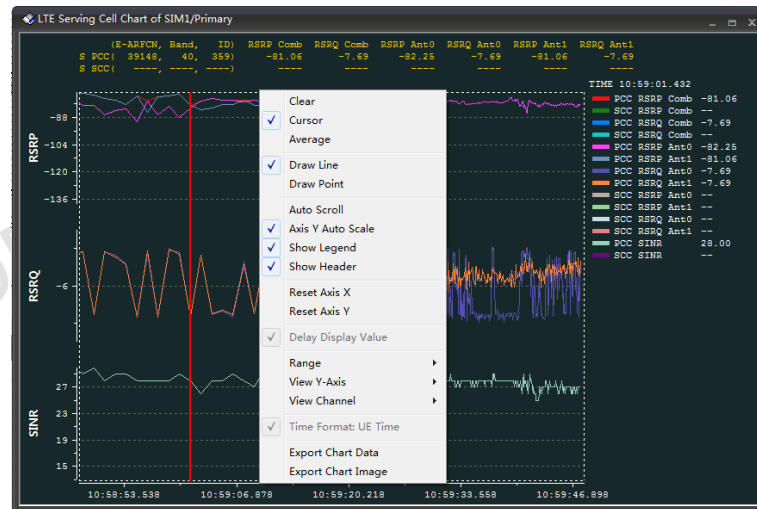 LTE Serving Cell Chart of SIM1/Primary
(E-ARFCN, Band, ID) RSRP Comb RSRQ Comb RSRP Ant0 RSRQ Ant0 RSRP Ant1 RSRQ Ant1
S PCC( 39148, 40, 359) -81.06 -7.69 -82.25 -7.69 -81.06 -7.69
S SCC( ----, ----, ----) ---- ---- ---- ---- ---- ----
TIME 10:59:01.432
PCC RSRP Comb -81.06
SCC RSRP Comb --
PCC RSRQ Comb -7.69
SCC RSRQ Comb --
PCC RSRP Ant0 -82.25
PCC RSRP Ant1 -81.06
PCC RSRQ Ant0 -7.69
PCC RSRQ Ant1 -7.69
SCC RSRP Ant0 --
SCC RSRP Ant1 --
SCC RSRQ Ant0 --
SCC RSRQ Ant1 --
PCC SINR 28.00
SCC SINR --
RSRP
-88
-104
-120
-136
RSRQ
-6
SINR
27
23
19
15
Clear
Cursor
Average
Draw Line
Draw Point
Auto Scroll
Axis Y Auto Scale
Show Legend
Show Header
Reset Axis X
Reset Axis Y
Delay Display Value
Range
View Y-Axis
View Channel
Time Format: UE Time
Export Chart Data
Export Chart Image
10:58:53.538 10:59:06.878 10:59:20.218 10:59:33.558 10:59:46.898